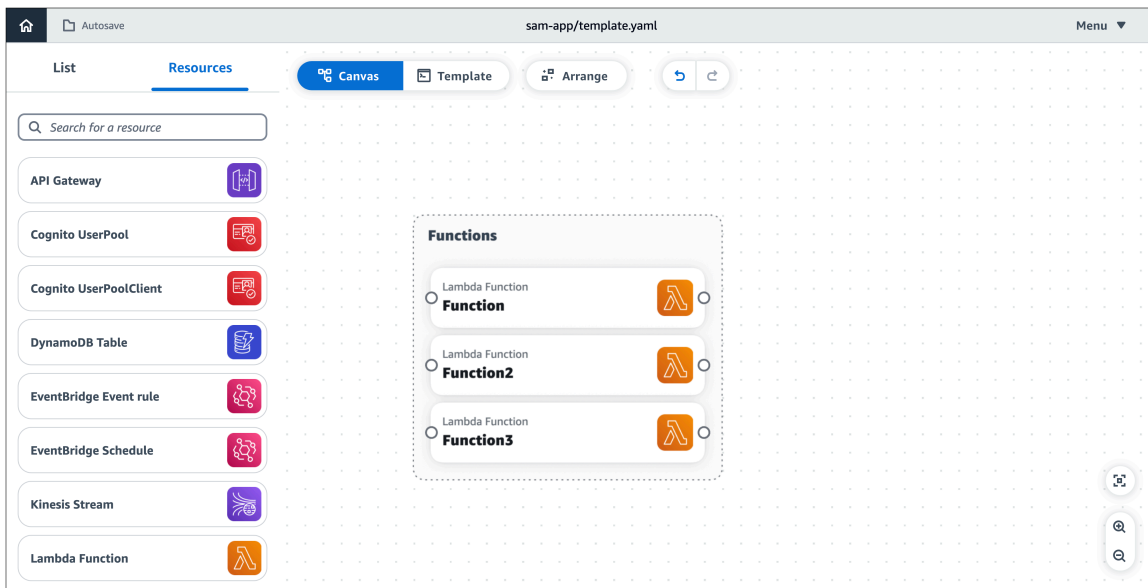 Autosave
sam-app/template.yaml
Menu
List
Resources
Canvas
Template
Arrange
Search for a resource
API Gateway
Cognito UserPool
Cognito UserPoolClient
DynamoDB Table
EventBridge Event rule
EventBridge Schedule
Kinesis Stream
Lambda Function
Functions
Lambda Function
Function
Lambda Function
Function2
Lambda Function
Function3